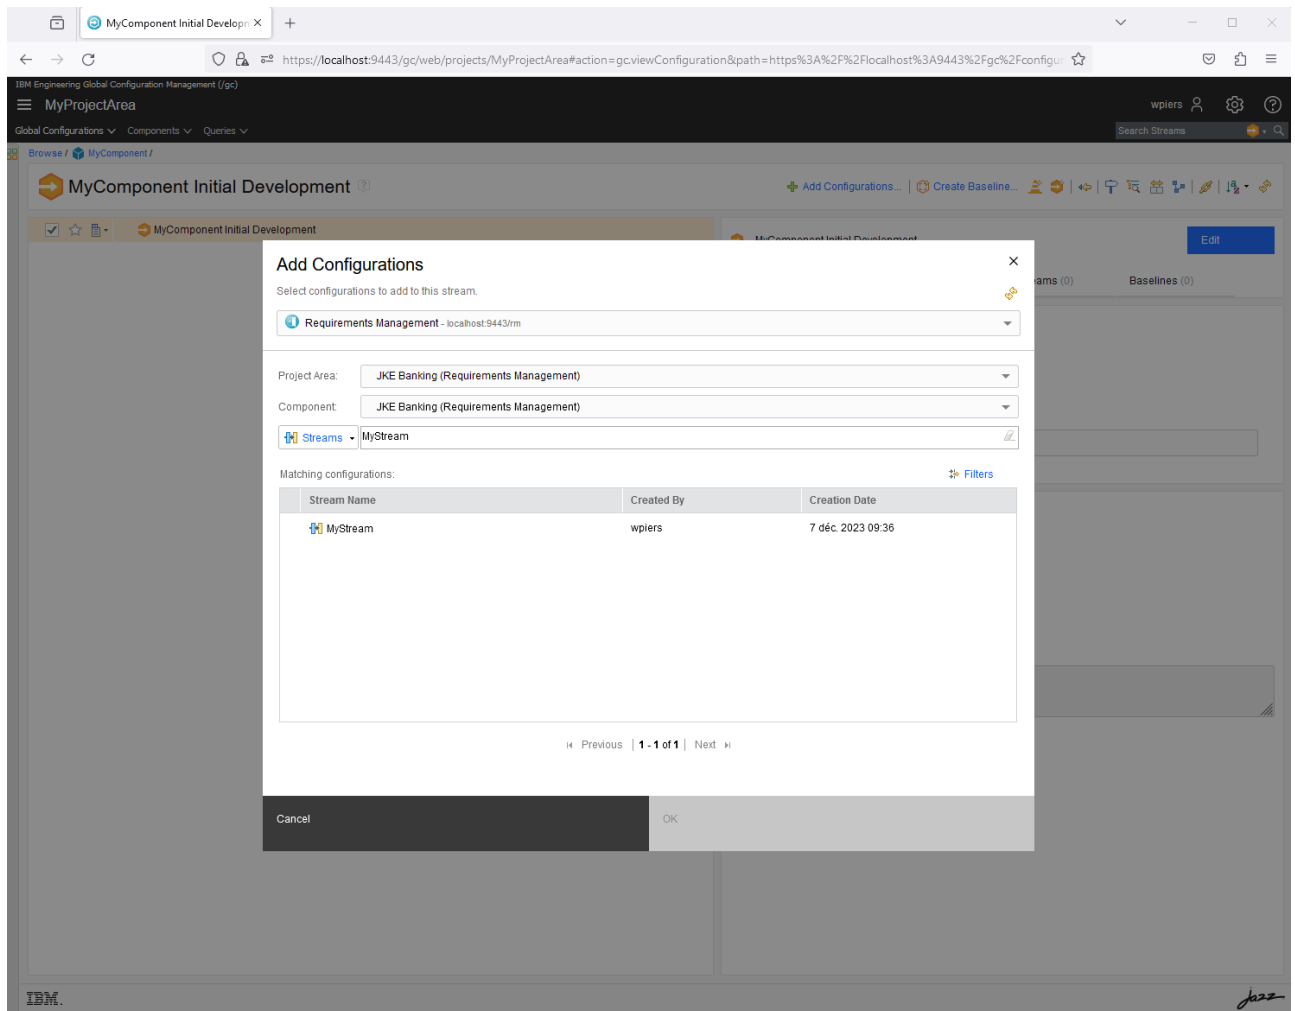 MyComponent Initial Developm
https://localhost:9443/gc/web/projects/MyProjectArea#action=gc.viewConfiguration&path=https%3A%2F%2Flocalhost%3A9443%2Fgc%2Fconfigur
IBM Engineering Global Configuration Management (/gc)
MyProjectArea
wpiers
Global Configurations Components Queries
Search Streams
Browse / MyComponent /
MyComponent Initial Development
Add Configurations... Create Baseline...
MyComponent Initial Development
MyComponent Initial Development
Edit
ams (0) Baselines (0)
Add Configurations
Select configurations to add to this stream.
Requirements Management - localhost:9443/rm
Project Area: JKE Banking (Requirements Management)
Component: JKE Banking (Requirements Management)
Streams MyStream
Matching configurations: Filters
Stream Name Created By Creation Date
MyStream wpiers 7 déc. 2023 09:36
Previous | 1 - 1 of 1 | Next
Cancel OK
IBM.
Jazz